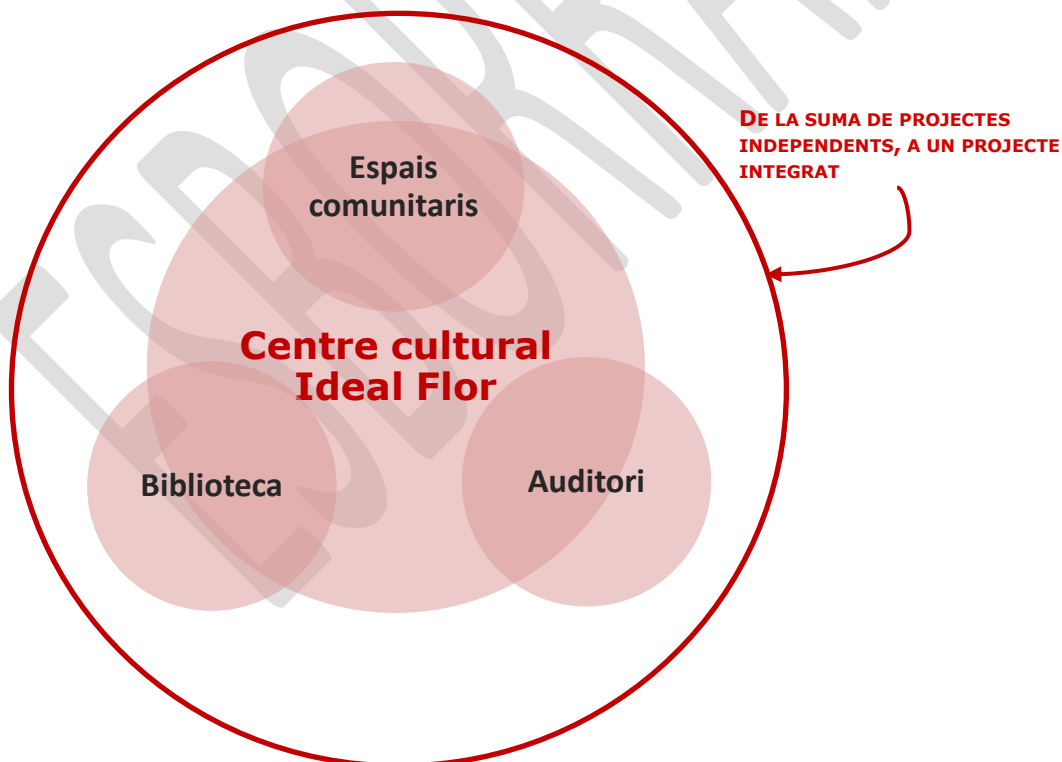 DE LA SUMA DE PROJECTES
INDEPENDENTS, A UN PROJECTE
INTEGRAT
Espais
comunitaris
Centre cultural
Ideal Flor
Biblioteca
Auditori